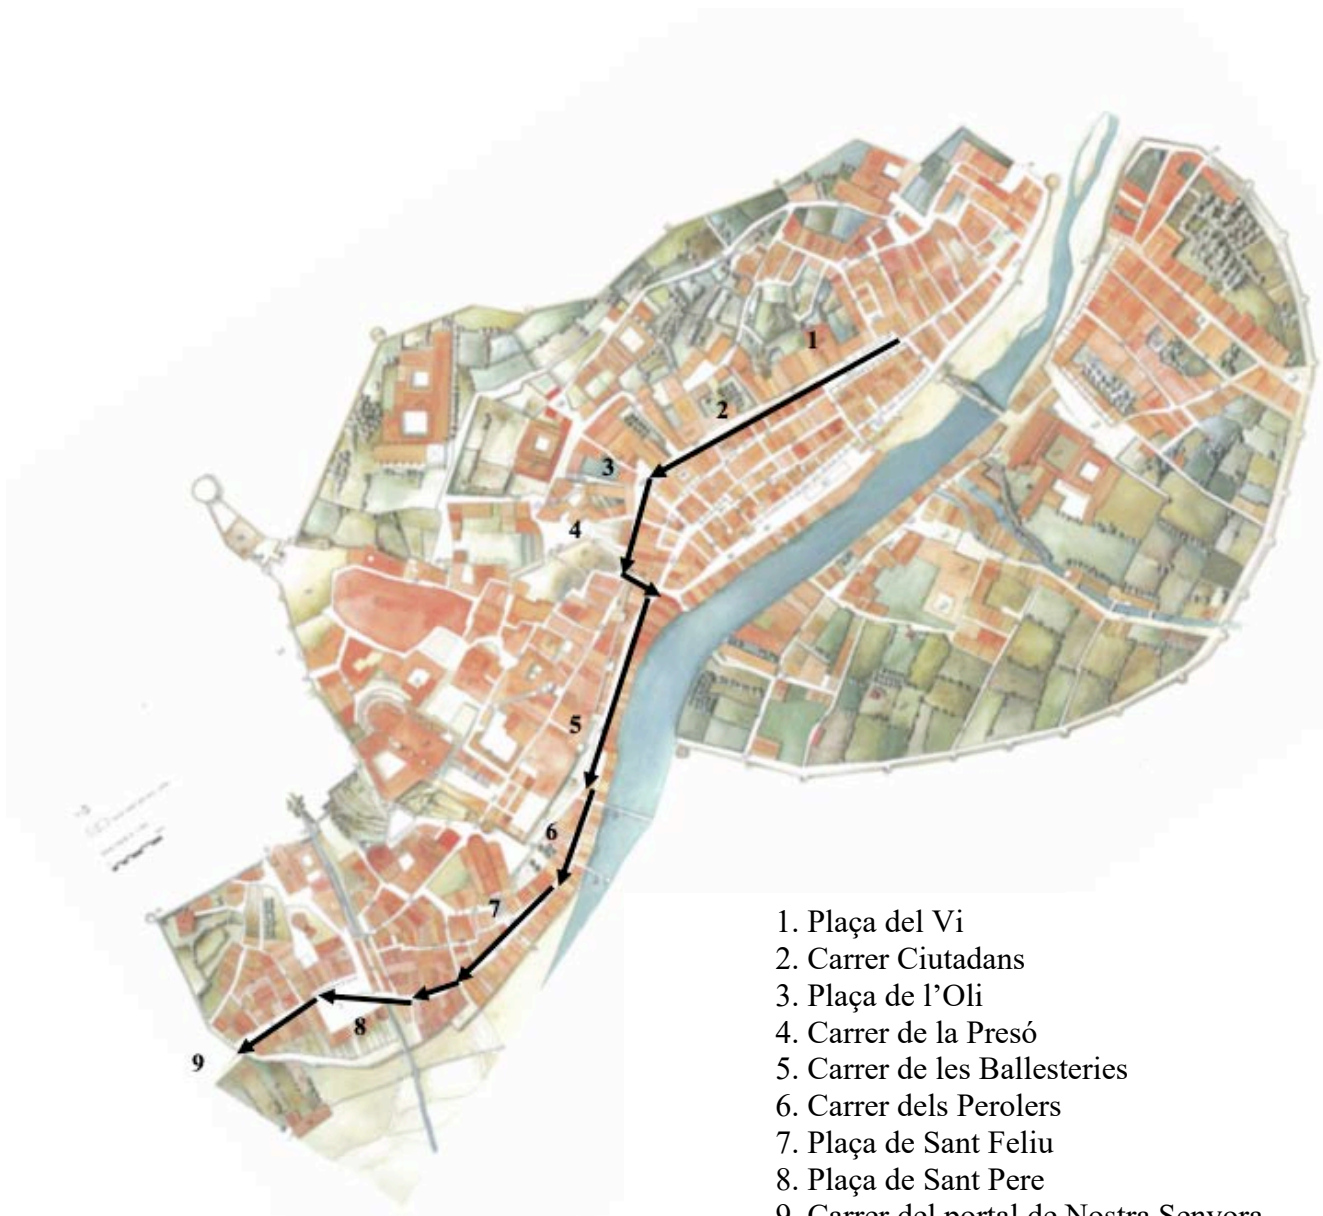 1
2
3
4
5
6
7
8
9
1. Plaça del Vi
2. Carrer Ciutadans
3. Plaça de l’Oli
4. Carrer de la Presó
5. Carrer de les Ballesteries
6. Carrer dels Perolers
7. Plaça de Sant Feliu
8. Plaça de Sant Pere
9. Carrer del portal de Nostra Senyora